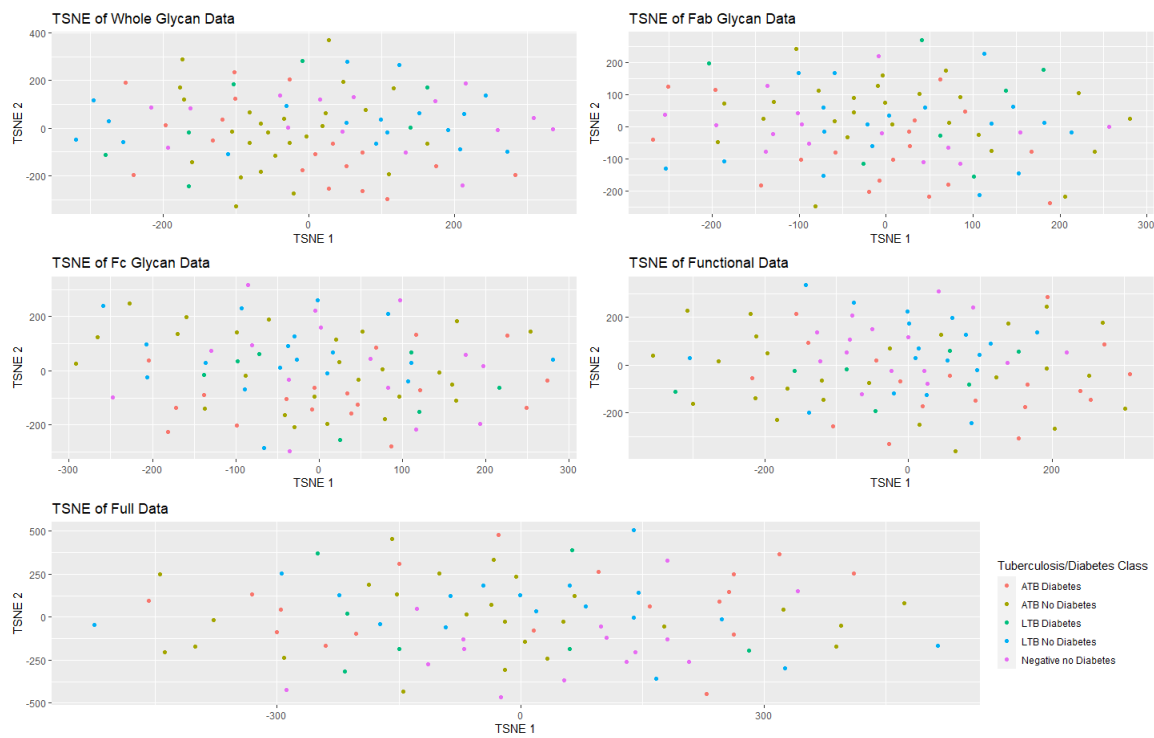 TSNE of Whole Glycan Data
TSNE 2
400
200
0
-200
-200
0
200
TSNE 1
TSNE of Fab Glycan Data
TSNE 2
200
100
0
-100
-200
-200
-100
0
100
200
300
TSNE 1
TSNE of Fc Glycan Data
TSNE 2
200
0
-200
-300
-200
-100
0
100
200
300
TSNE 1
TSNE of Functional Data
TSNE 2
200
0
-200
-200
0
200
TSNE 1
TSNE of Full Data
TSNE 2
500
250
0
-250
-500
-300
0
300
TSNE 1
Tuberculosis/Diabetes Class
ATB Diabetes
ATB No Diabetes
LTB Diabetes
LTB No Diabetes
Negative no Diabetes